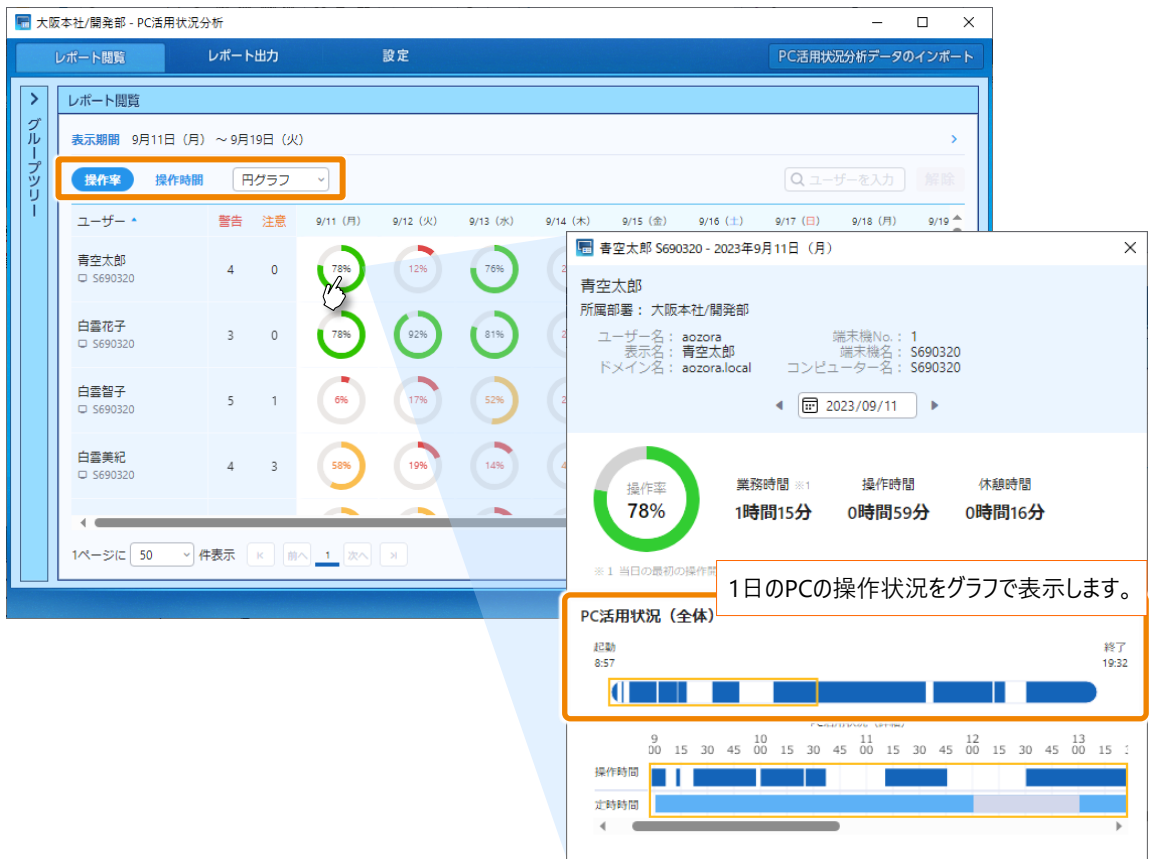 大阪本社/開発部 - PC活用状況分析
レポート閲覧 レポート出力 設定 PC活用状況分析データのインポート
グループツリー
レポート閲覧
表示期間 9月11日（月）～9月19日（火）
操作率 操作時間 円グラフ ユーザーを入力 解除
ユーザー 警告 注意 9/11（月） 9/12（火） 9/13（水） 9/14（木） 9/15（金） 9/16（土） 9/17（日） 9/18（月） 9/19
青空太郎
S690320
4 0 78% 12% 76% 2
白雲花子
S690320
3 0 78% 92% 81% 2
白雲智子
S690320
5 1 6% 17% 52% 2
白雲美紀
S690320
4 3 58% 19% 14% 4
1ページに 50 件表示 K 前へ 1 次へ
青空太郎 S690320 - 2023年9月11日（月）
青空太郎
所属部署： 大阪本社/開発部
ユーザー名： aozora 端末機No.： 1
表示名： 青空太郎 端末機名： S690320
ドメイン名： aozora.local コンピューター名： S690320
2023/09/11
操作率
78%
業務時間 ※1 操作時間 休憩時間
1時間15分 0時間59分 0時間16分
※1 当日の最初の操作開
1日のPCの操作状況をグラフで表示します。
PC活用状況（全体）
起動 終了
8:57 19:32
PC活用状況（詳細）
9 10 11 12 13
00 15 30 45 00 15 30 45 00 15 30 45 00 15 30 45 00 15
操作時間
定時時間